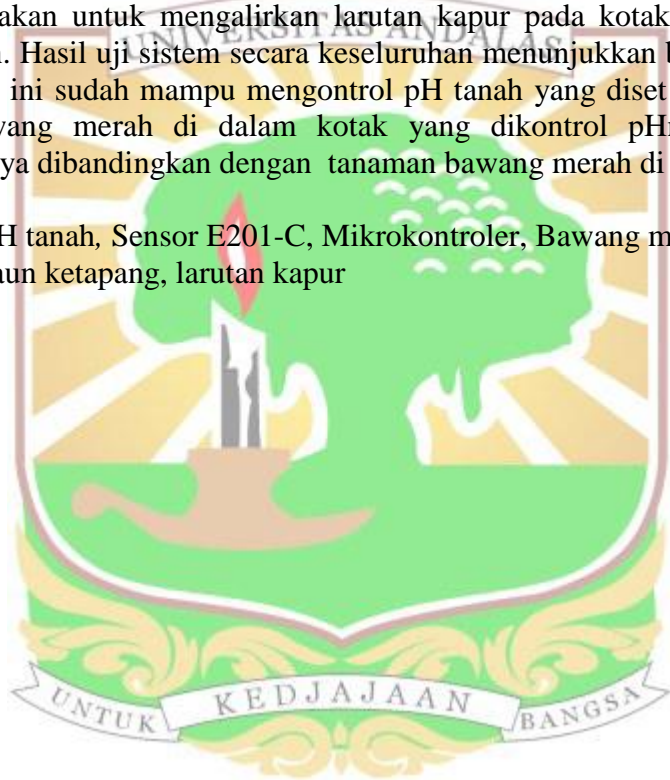 akan untuk mengalirkan larutan kapur pada kotak
UNIVERSITAS ANDALAS
. Hasil uji sistem secara keseluruhan menunjukkan
ini sudah mampu mengontrol pH tanah yang diset
yang merah di dalam kotak yang dikontrol
ya dibandingkan dengan tanaman bawang merah di
H tanah, Sensor E201-C, Mikrokontroler, Bawang
aun ketapang, larutan kapur
UNTUK KEDJAJAAN BANGSA